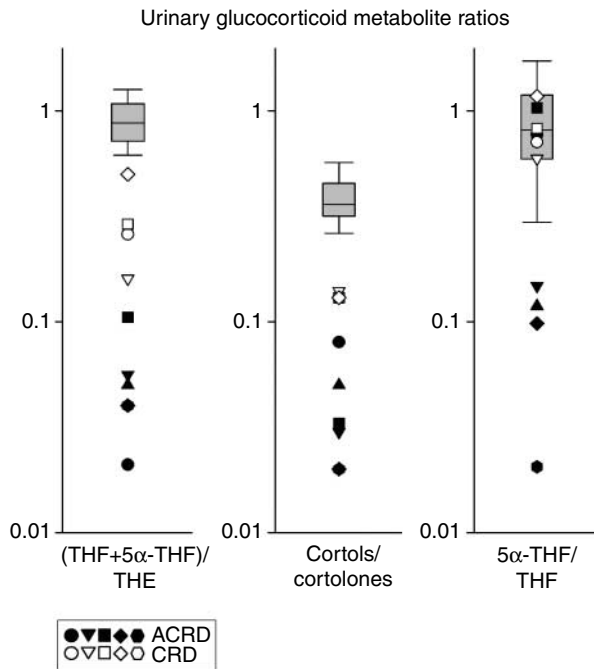 Urinary glucocorticoid metabolite ratios
1
0.1
0.01
(THF+5α-THF)/
THE
1
0.1
0.01
Cortols/
cortolones
1
0.1
0.01
5α-THF/
THF
ACRD
CRD